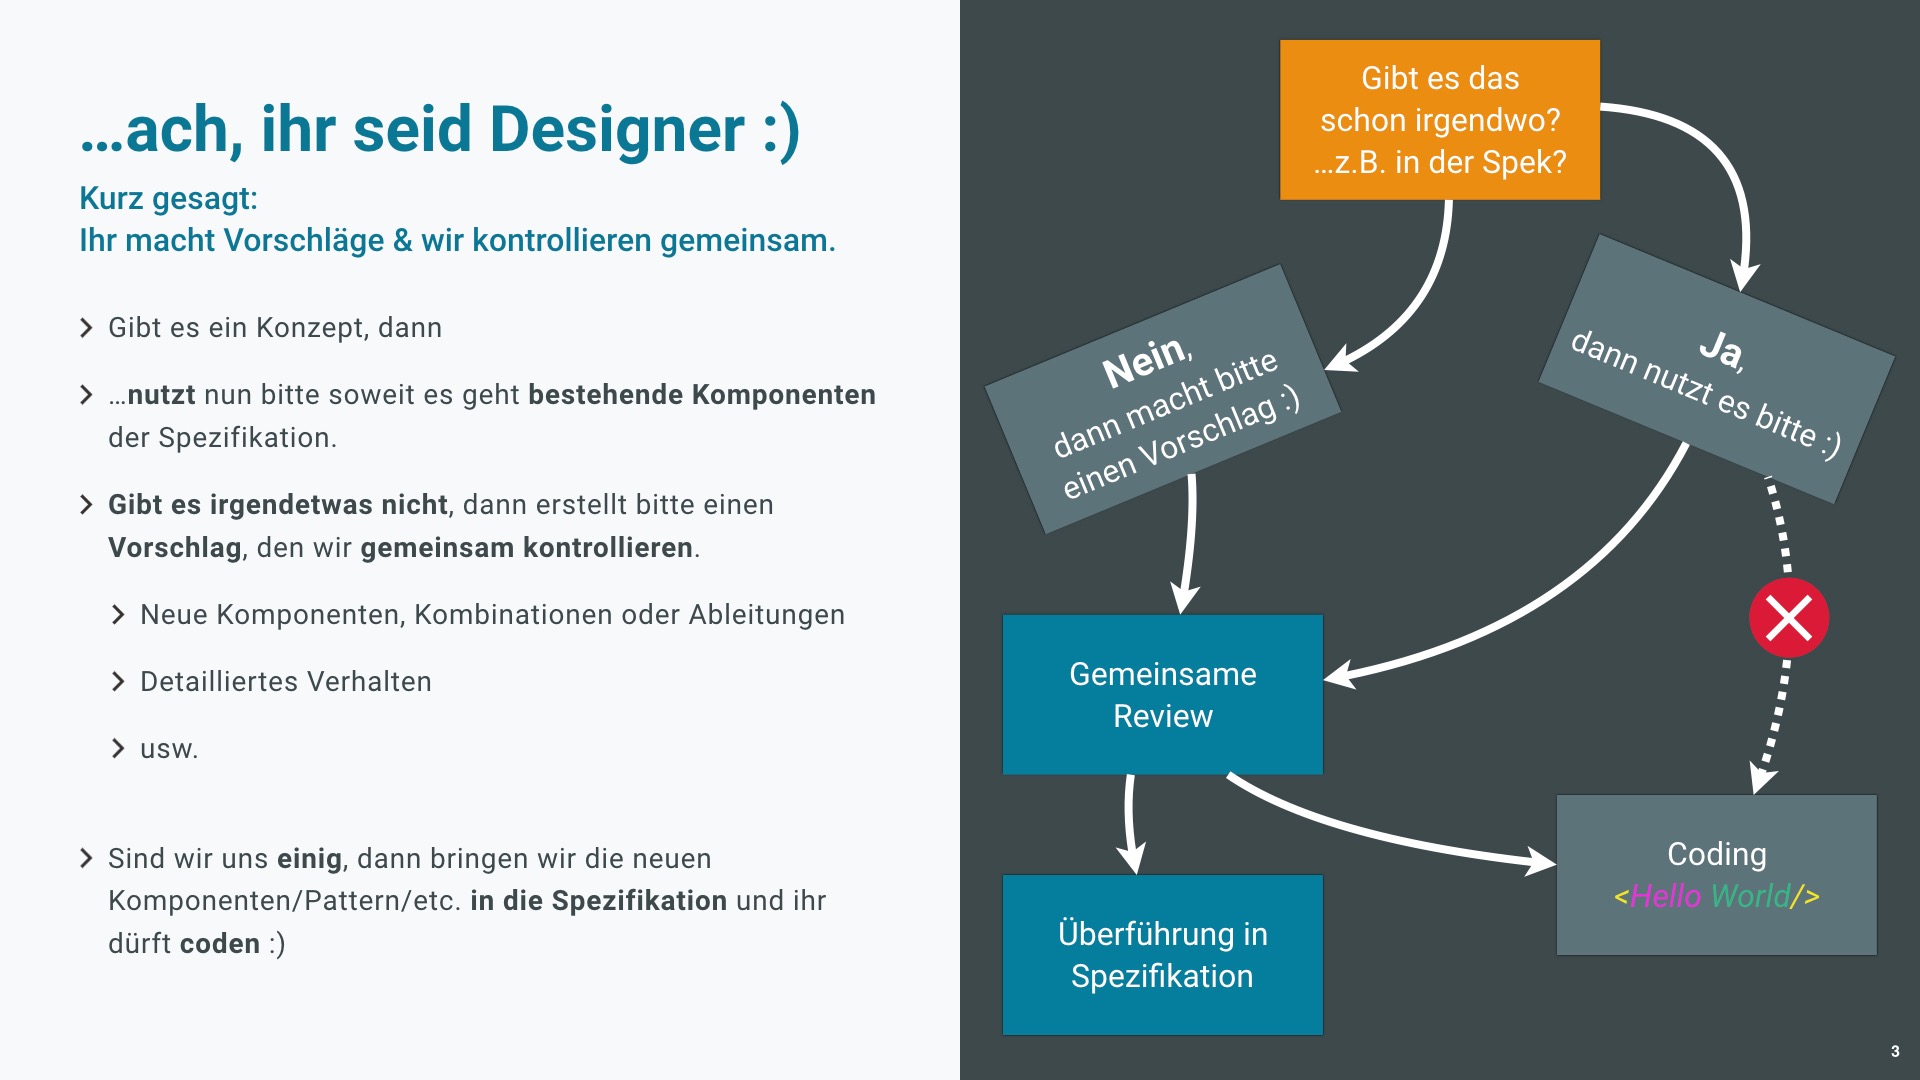 …ach, ihr seid Designer :)
Kurz gesagt:
Ihr macht Vorschläge & wir kontrollieren gemeinsam.
Gibt es ein Konzept, dann
…nutzt nun bitte soweit es geht bestehende Komponenten
der Spezifikation.
Gibt es irgendetwas nicht, dann erstellt bitte einen
Vorschlag, den wir gemeinsam kontrollieren.
Neue Komponenten, Kombinationen oder Ableitungen
Detailliertes Verhalten
usw.
Sind wir uns einig, dann bringen wir die neuen
Komponenten/Pattern/etc. in die Spezifikation und ihr
dürft coden :)
Gibt es das
schon irgendwo?
…z.B. in der Spek?
Nein,
dann macht bitte
einen Vorschlag :)
Ja,
dann nutzt es bitte :)
Gemeinsame
Review
Coding
<Hello World/>
Überführung in
Spezifikation
3